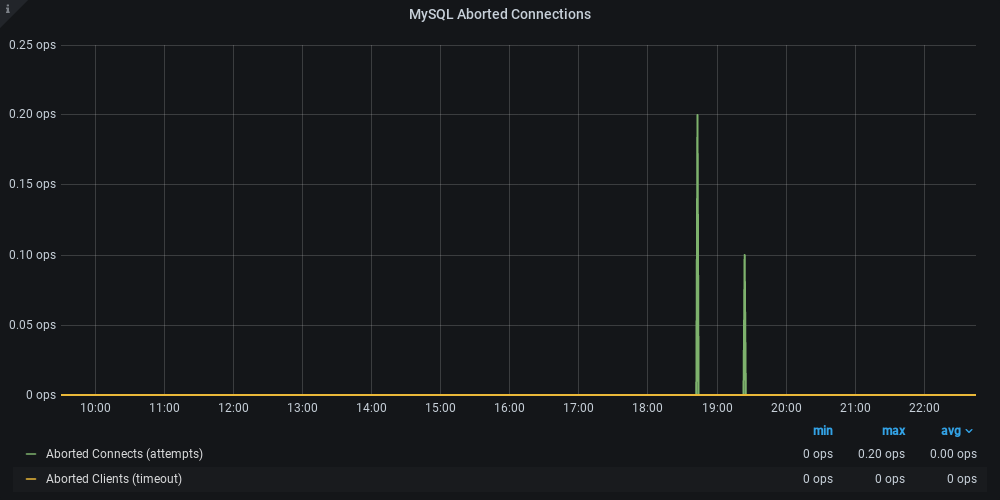 i
MySQL Aborted Connections
0.25 ops
0.20 ops
0.15 ops
0.10 ops
0.05 ops
0 ops
10:00 11:00 12:00 13:00 14:00 15:00 16:00 17:00 18:00 19:00 20:00 21:00 22:00
min max avg
Aborted Connects (attempts) 0 ops 0.20 ops 0.00 ops
Aborted Clients (timeout) 0 ops 0 ops 0 ops